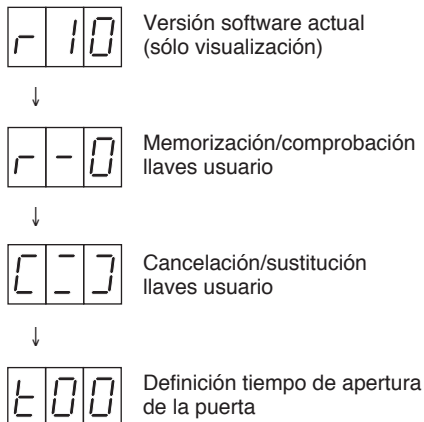 r 10
Versión software actual
(sólo visualización)
↓
r - 0
Memorización/comprobación
llaves usuario
↓
Cancelación/sustitución
llaves usuario
↓
t00
Definición tiempo de apertura
de la puerta